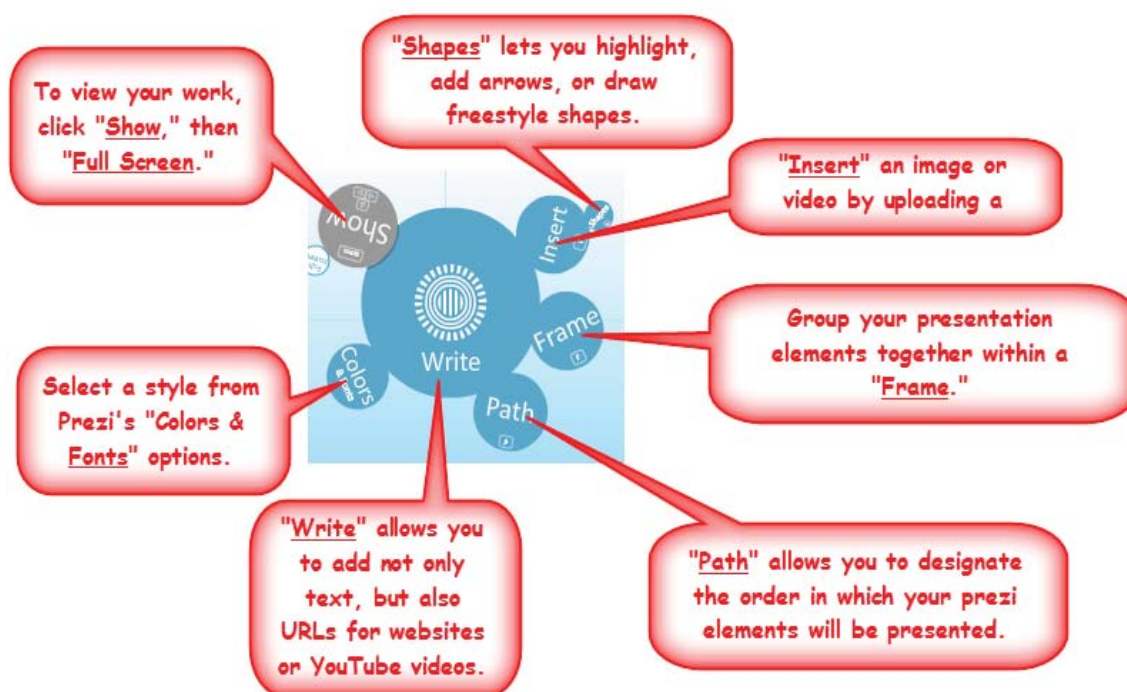 "Shapes" lets you highlight,
add arrows, or draw
freestyle shapes.
To view your work,
click "Show," then
"Full Screen."
"Insert" an image or
video by uploading a
Group your presentation
elements together within a
"Frame."
Select a style from
Prezi's "Colors &
Fonts" options.
"Write" allows you
to add not only
text, but also
URLs for websites
or YouTube videos.
"Path" allows you to designate
the order in which your prezi
elements will be presented.
Show
Insert
Shapes
Frame
F
Write
Colors
& Fonts
Path
P